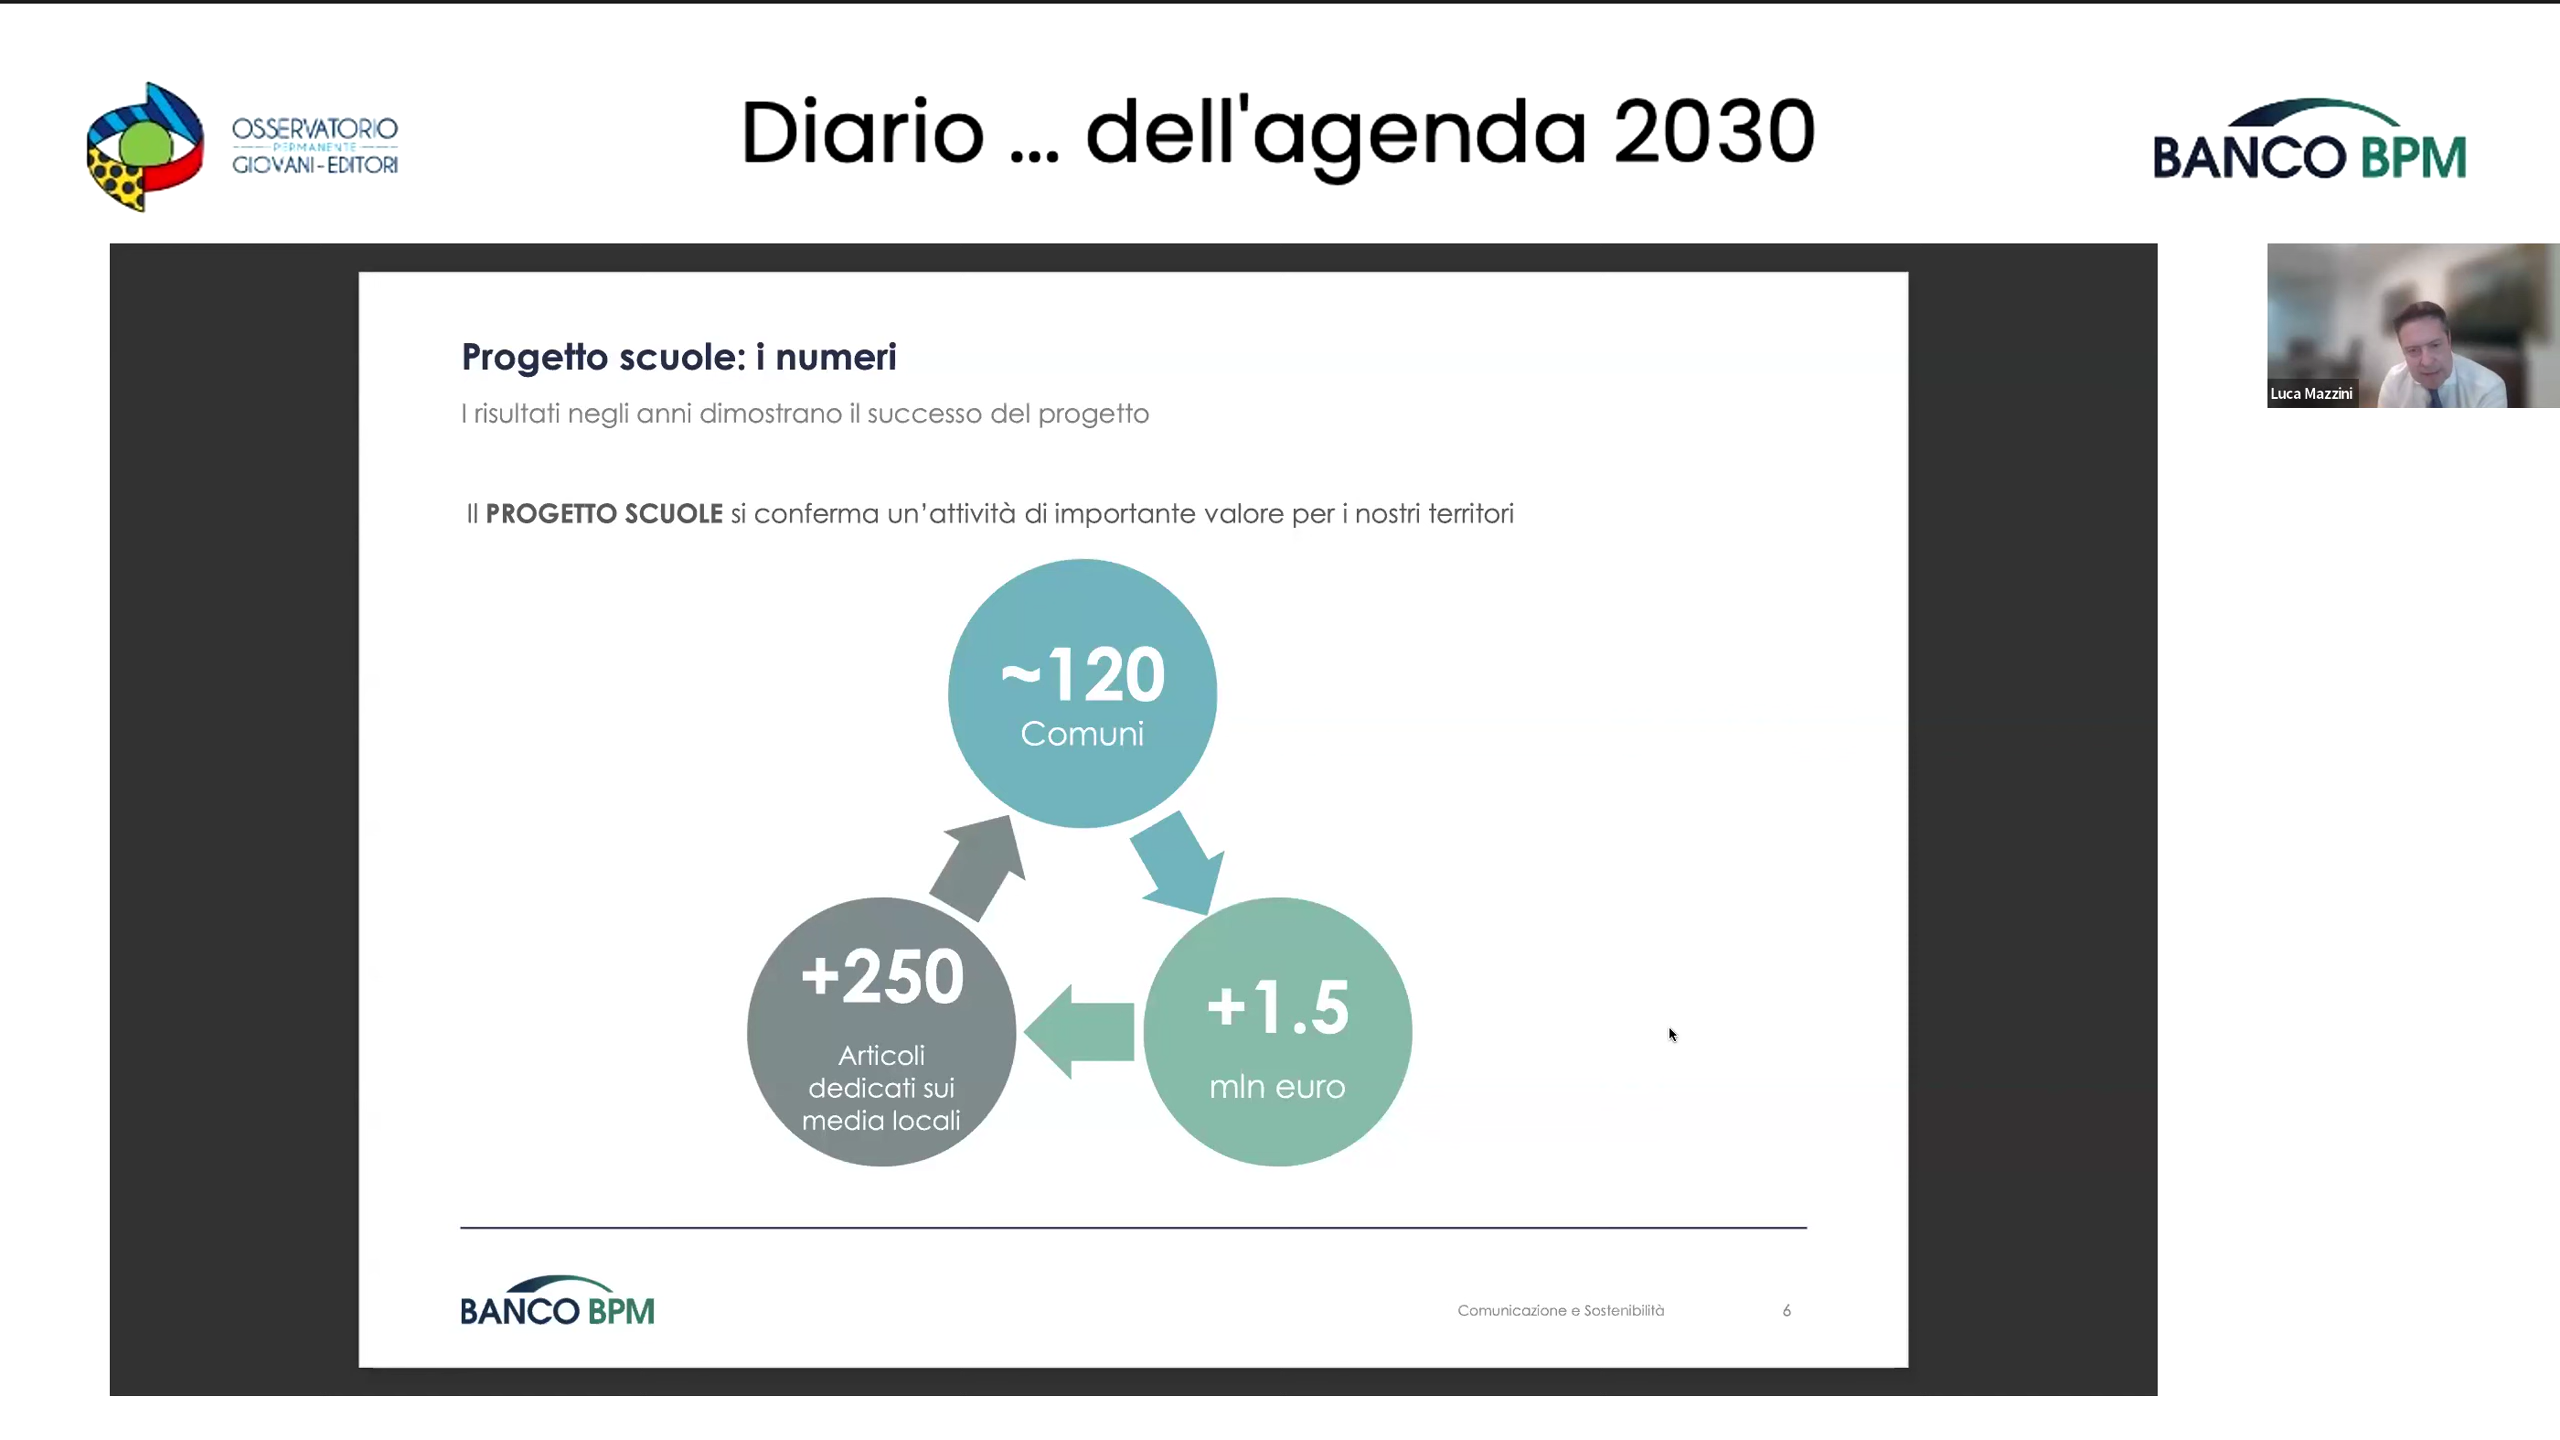 OSSERVATORIO
PERMANENTE
GIOVANI-EDITORI
Diario ... dell'agenda 2030
BANCO BPM
Luca Mazzini
Progetto scuole: i numeri
I risultati negli anni dimostrano il successo del progetto
Il PROGETTO SCUOLE si conferma un’attività di importante valore per i nostri territori
~120
Comuni
+250
Articoli
dedicati sui
media locali
+1.5
mln euro
BANCO BPM
Comunicazione e Sostenibilità
6